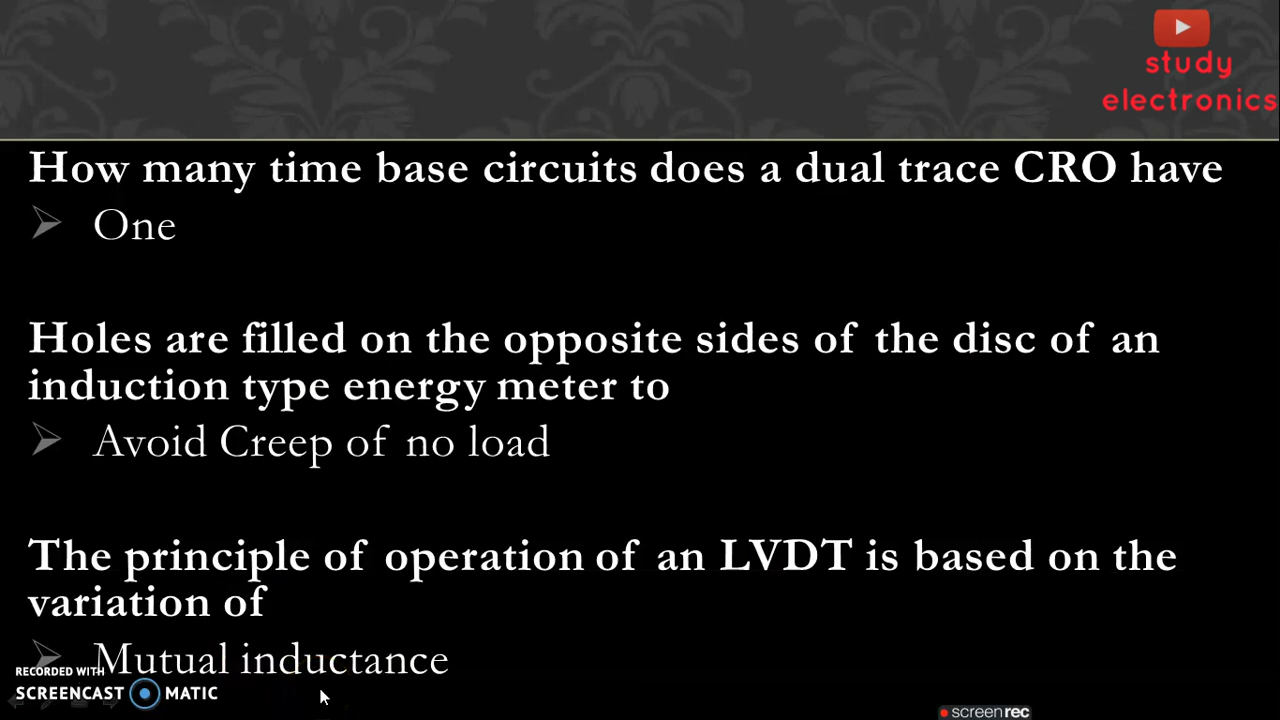 study
electronics
How many time base circuits does a dual trace CRO have
One
Holes are filled on the opposite sides of the disc of an
induction type energy meter to
Avoid Creep of no load
The principle of operation of an LVDT is based on the
variation of
Mutual inductance
RECORDED WITH
SCREENCAST MATIC
screenrec